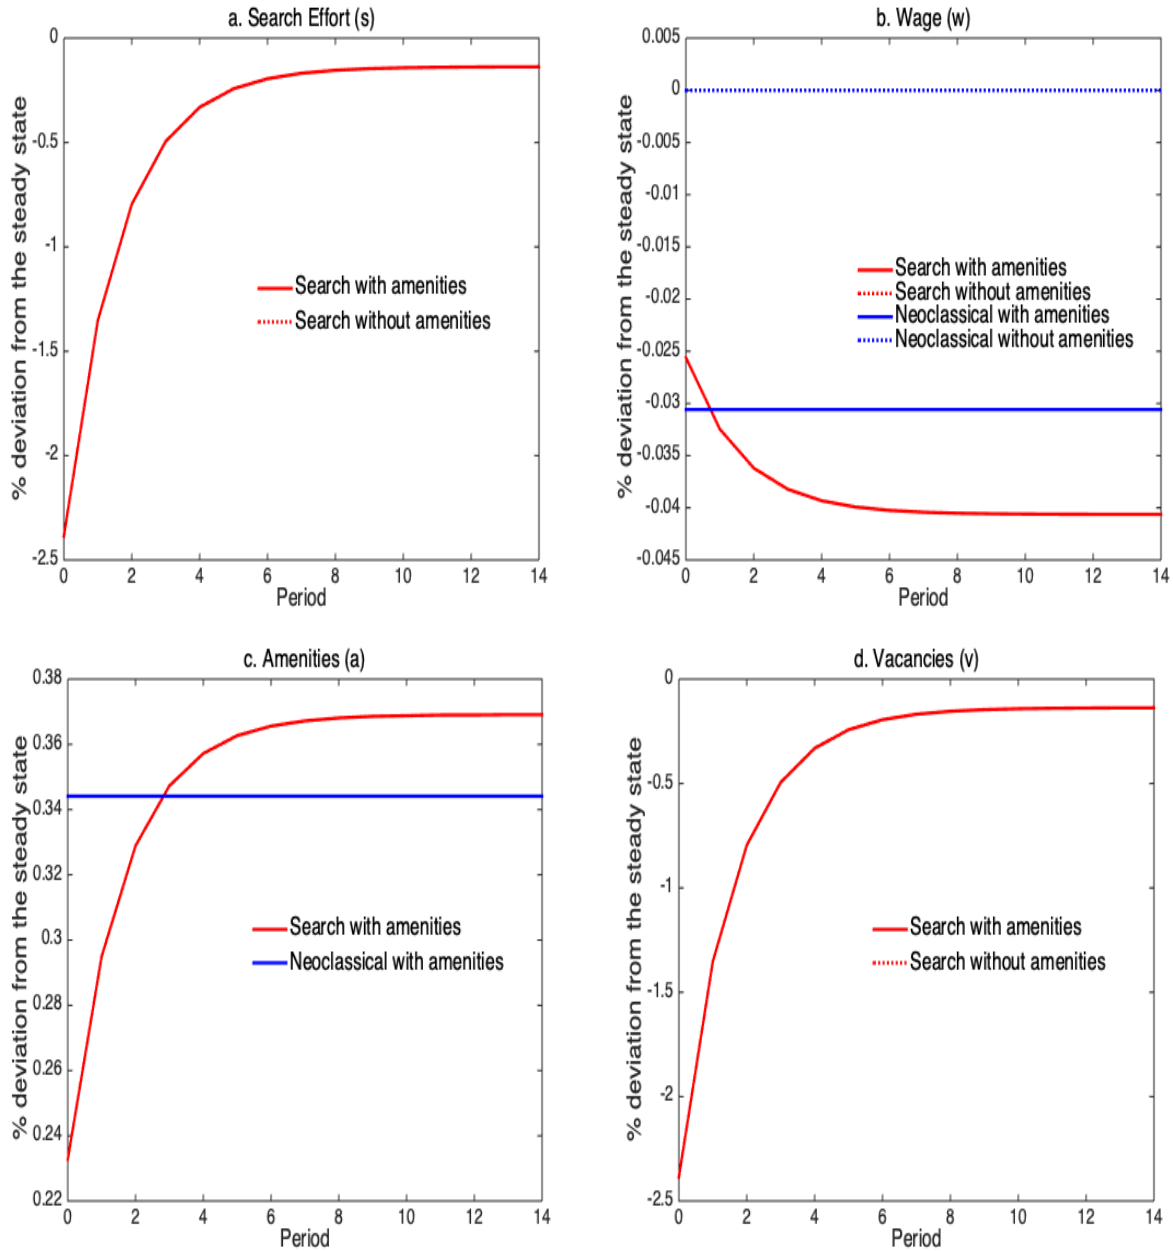 a. Search Effort (s)
% deviation from the steady state
0
-0.5
-1
-1.5
-2
-2.5
Search with amenities
Search without amenities
0 2 4 6 8 10 12 14
Period
b. Wage (w)
% deviation from the steady state
0.005
0
-0.005
-0.01
-0.015
-0.02
-0.025
-0.03
-0.035
-0.04
-0.045
Search with amenities
Search without amenities
Neoclassical with amenities
Neoclassical without amenities
0 2 4 6 8 10 12 14
Period
c. Amenities (a)
% deviation from the steady state
0.38
0.36
0.34
0.32
0.3
0.28
0.26
0.24
0.22
Search with amenities
Neoclassical with amenities
0 2 4 6 8 10 12 14
Period
d. Vacancies (v)
% deviation from the steady state
0
-0.5
-1
-1.5
-2
-2.5
Search with amenities
Search without amenities
0 2 4 6 8 10 12 14
Period